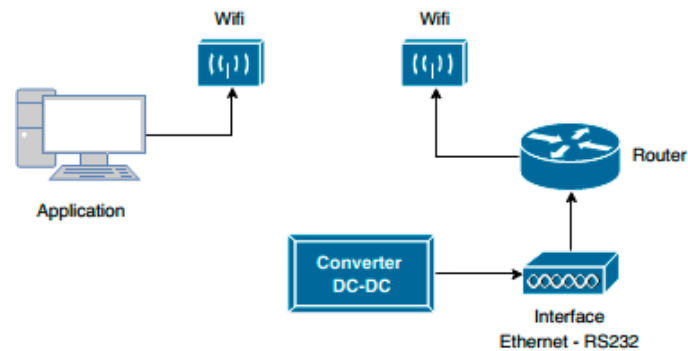 Wifi
Wifi
Router
Application
Converter
DC-DC
Interface
Ethernet - RS232